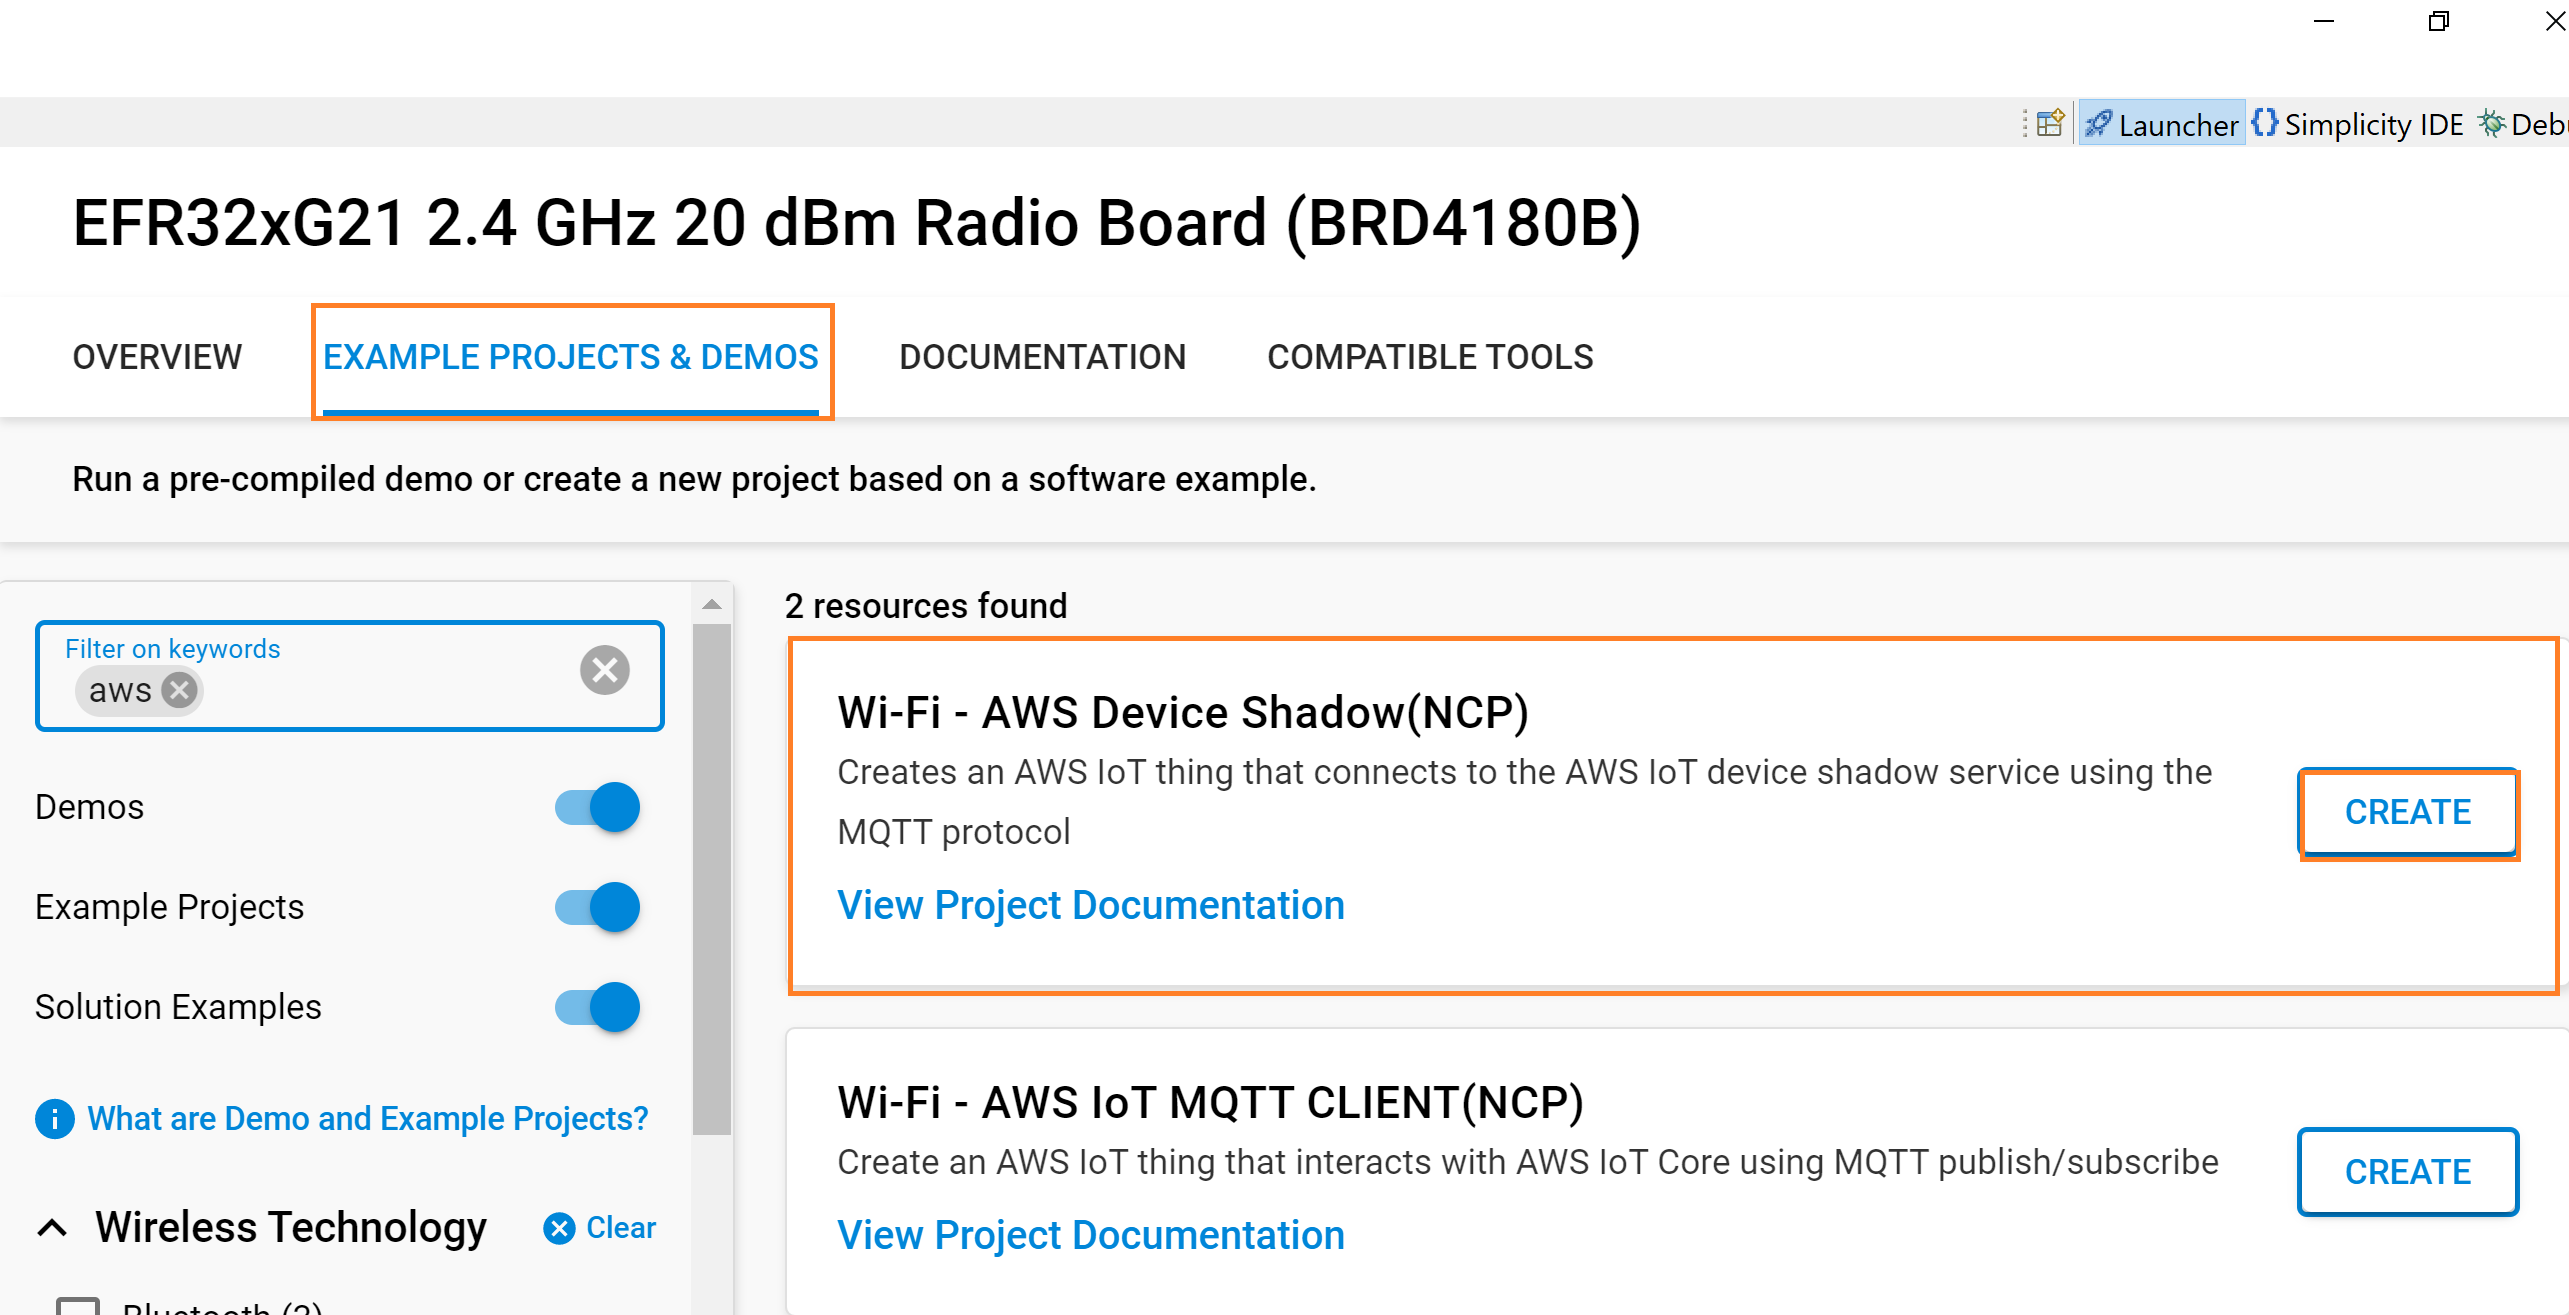 Launcher
Simplicity IDE
Debu
EFR32xG21 2.4 GHz 20 dBm Radio Board (BRD4180B)
OVERVIEW
EXAMPLE PROJECTS & DEMOS
DOCUMENTATION
COMPATIBLE TOOLS
Run a pre-compiled demo or create a new project based on a software example.
Filter on keywords
aws
Demos
Example Projects
Solution Examples
What are Demo and Example Projects?
Wireless Technology
Clear
Bluetooth (3)
2 resources found
Wi-Fi - AWS Device Shadow(NCP)
Creates an AWS IoT thing that connects to the AWS IoT device shadow service using the
MQTT protocol
View Project Documentation
CREATE
Wi-Fi - AWS IoT MQTT CLIENT(NCP)
Create an AWS IoT thing that interacts with AWS IoT Core using MQTT publish/subscribe
View Project Documentation
CREATE